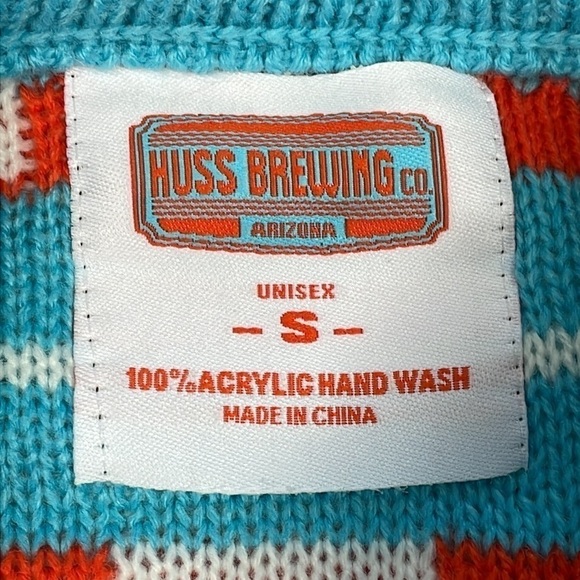 HUSS BREWING CO.
ARIZONA
UNISEX
- S -
100% ACRYLIC HAND WASH
MADE IN CHINA